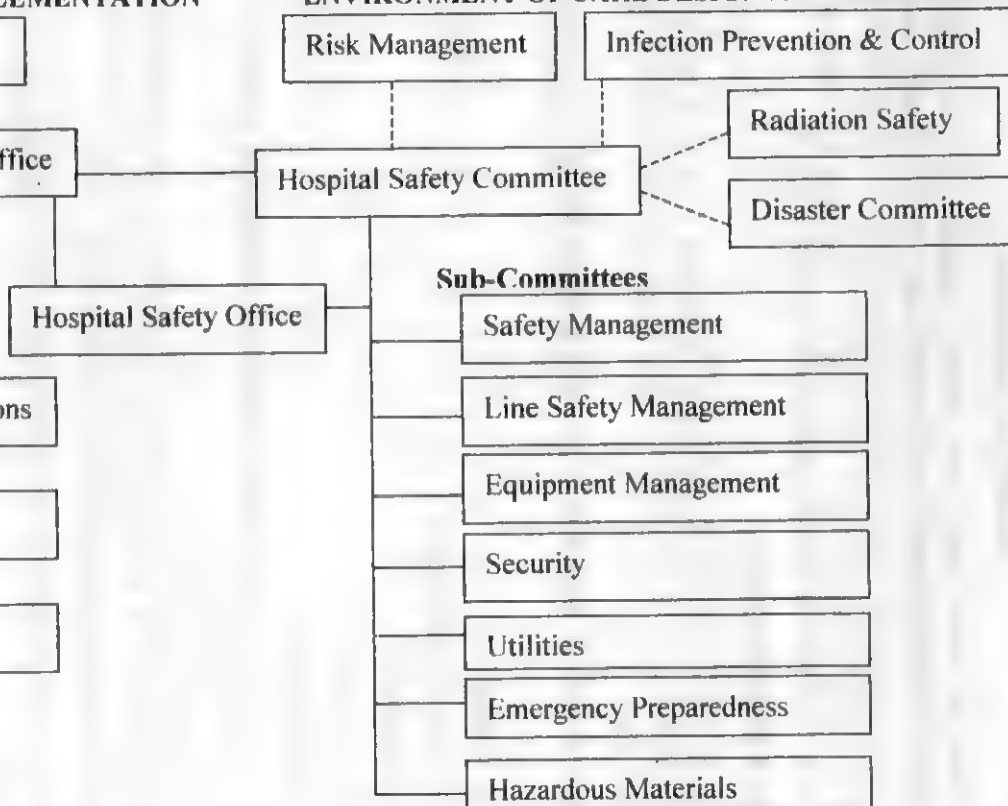 Risk Management
Infection Prevention & Control
Radiation Safety
Hospital Safety Committee
Disaster Committee
Sub-Committees
Hospital Safety Office
Safety Management
Line Safety Management
Equipment Management
Security
Utilities
Emergency Preparedness
Hazardous Materials